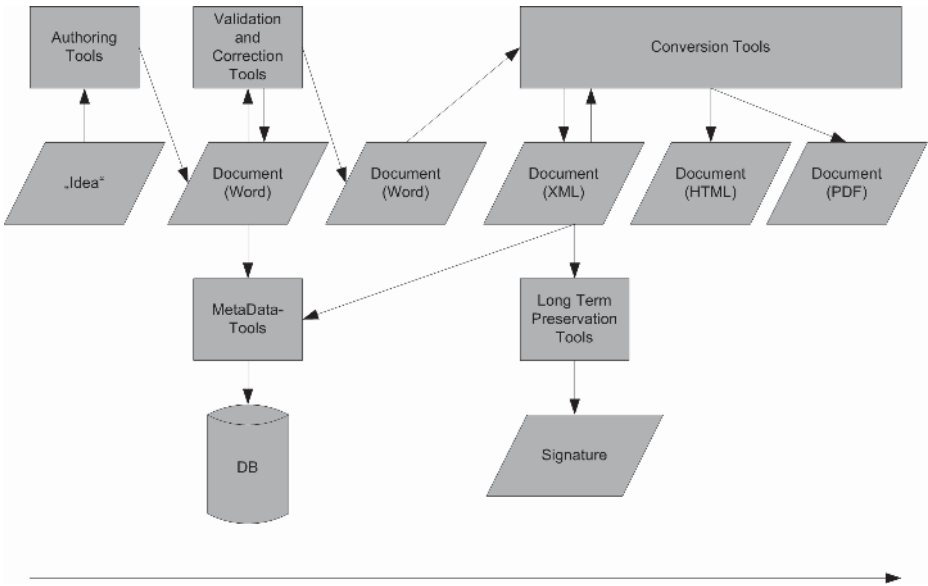 Authoring
Tools
Validation
and
Correction
Tools
Conversion Tools
„Idea“
Document
(Word)
Document
(Word)
Document
(XML)
Document
(HTML)
Document
(PDF)
MetaData-
Tools
Long Term
Preservation
Tools
DB
Signature